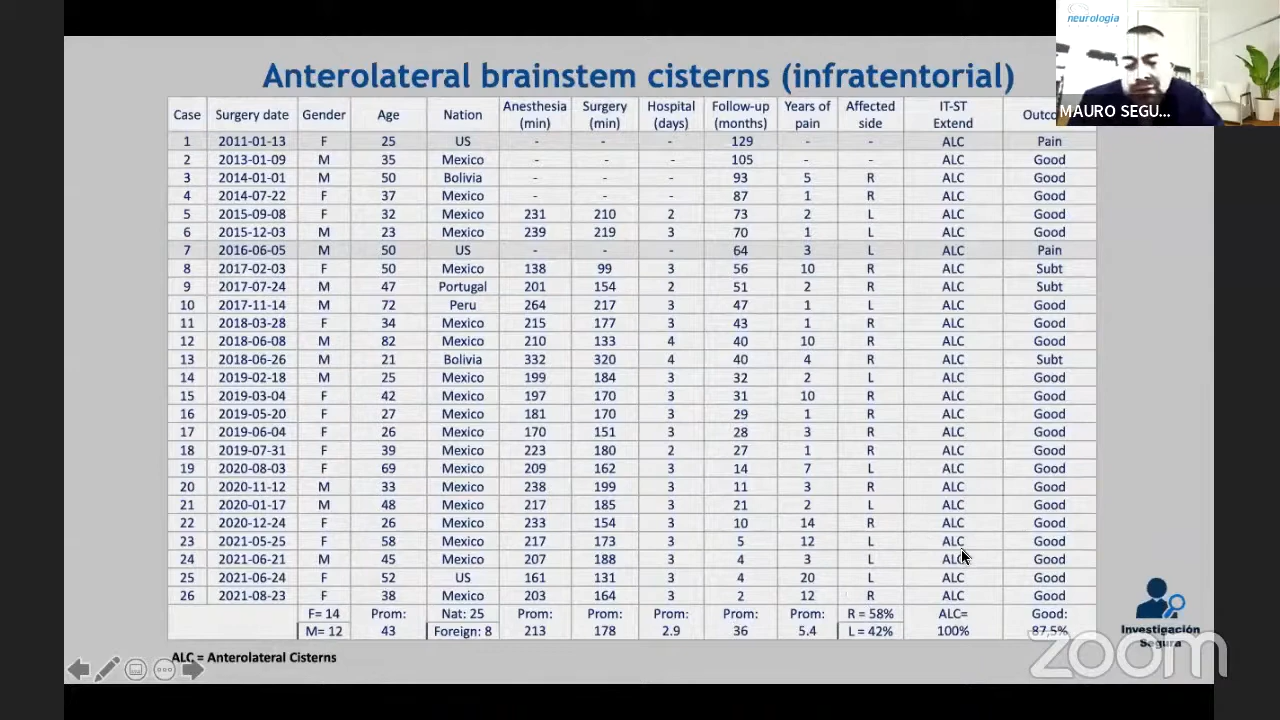 neurologia
MAURO SEGU...
Anterolateral brainstem cisterns (infratentorial)
Case Surgery date Gender Age Nation Anesthesia (min) Surgery (min) Hospital (days) Follow-up (months) Years of pain Affected side IT-ST Extend Outco
1 2011-01-13 F 25 US - - - 129 - - ALC Pain
2 2013-01-09 M 35 Mexico - - - 105 - - ALC Good
3 2014-01-01 M 50 Bolivia - - - 93 5 R ALC Good
4 2014-07-22 F 37 Mexico - - - 87 1 R ALC Good
5 2015-09-08 F 32 Mexico 231 210 2 73 2 L ALC Good
6 2015-12-03 M 23 Mexico 239 219 3 70 1 L ALC Good
7 2016-06-05 M 50 US - - - 64 3 L ALC Pain
8 2017-02-03 F 50 Mexico 138 99 3 56 10 R ALC Subt
9 2017-07-24 M 47 Portugal 201 154 2 51 2 R ALC Subt
10 2017-11-14 M 72 Peru 264 217 3 47 1 L ALC Good
11 2018-03-28 F 34 Mexico 215 177 3 43 1 R ALC Good
12 2018-06-08 M 82 Mexico 210 133 4 40 10 R ALC Good
13 2018-06-26 M 21 Bolivia 332 320 4 40 4 R ALC Subt
14 2019-02-18 M 25 Mexico 199 184 3 32 2 L ALC Good
15 2019-03-04 F 42 Mexico 197 170 3 31 10 R ALC Good
16 2019-05-20 F 27 Mexico 181 170 3 29 1 R ALC Good
17 2019-06-04 F 26 Mexico 170 151 3 28 3 R ALC Good
18 2019-07-31 F 39 Mexico 223 180 2 27 1 R ALC Good
19 2020-08-03 F 69 Mexico 209 162 3 14 7 L ALC Good
20 2020-11-12 M 33 Mexico 238 199 3 11 3 R ALC Good
21 2020-01-17 M 48 Mexico 217 185 3 21 2 L ALC Good
22 2020-12-24 F 26 Mexico 233 154 3 10 14 R ALC Good
23 2021-05-25 F 58 Mexico 217 173 3 5 12 L ALC Good
24 2021-06-21 M 45 Mexico 207 188 3 4 3 L ALC Good
25 2021-06-24 F 52 US 161 131 3 4 20 L ALC Good
26 2021-08-23 F 38 Mexico 203 164 3 2 12 R ALC Good
F= 14 Prom: Nat: 25 Prom: Prom: Prom: Prom: Prom: R = 58% ALC= Good:
M= 12 43 Foreign: 8 213 178 2.9 36 5.4 L = 42% 100% 87.5%
ALC = Anterolateral Cisterns
Investigación
Segura
zoom